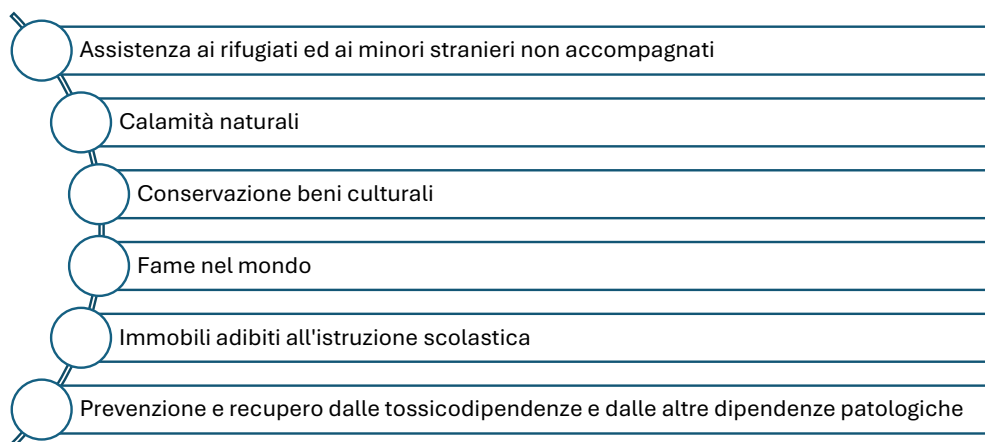 Assistenza ai rifugiati ed ai minori stranieri non accompagnati
Calamità naturali
Conservazione beni culturali
Fame nel mondo
Immobili adibiti all'istruzione scolastica
Prevenzione e recupero dalle tossicodipendenze e dalle altre dipendenze patologiche